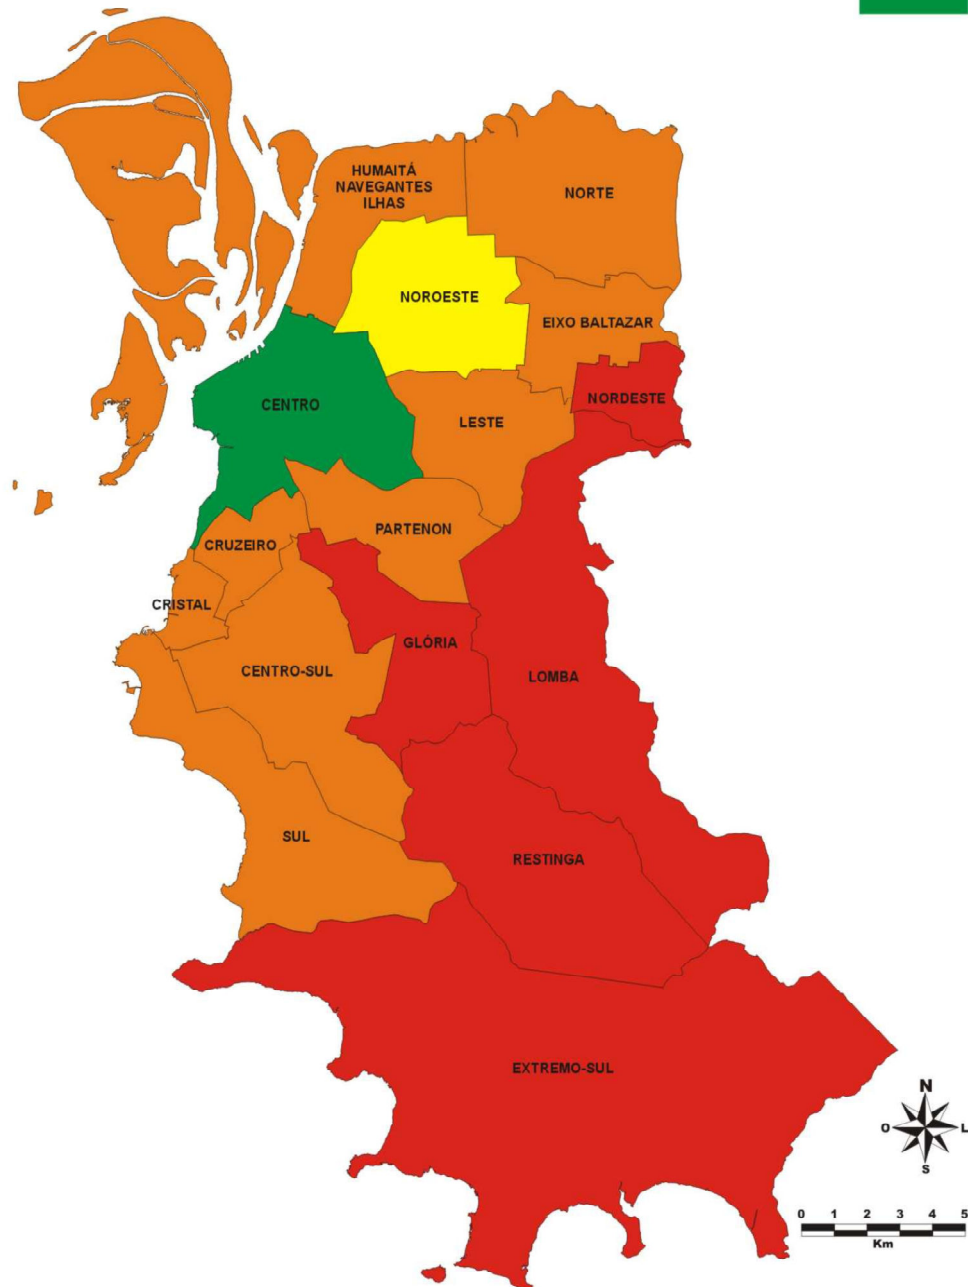 HUMAITÁ
NAVEGANTES
ILHAS
NORTE
NOROESTE
EIXO BALTAZAR
NORDESTE
CENTRO
LESTE
PARTENON
CRUZEIRO
CRISTAL
GLÓRIA
CENTRO-SUL
LOMBA
SUL
RESTINGA
EXTREMO-SUL
N
O L
S
0 1 2 3 4 5
Km